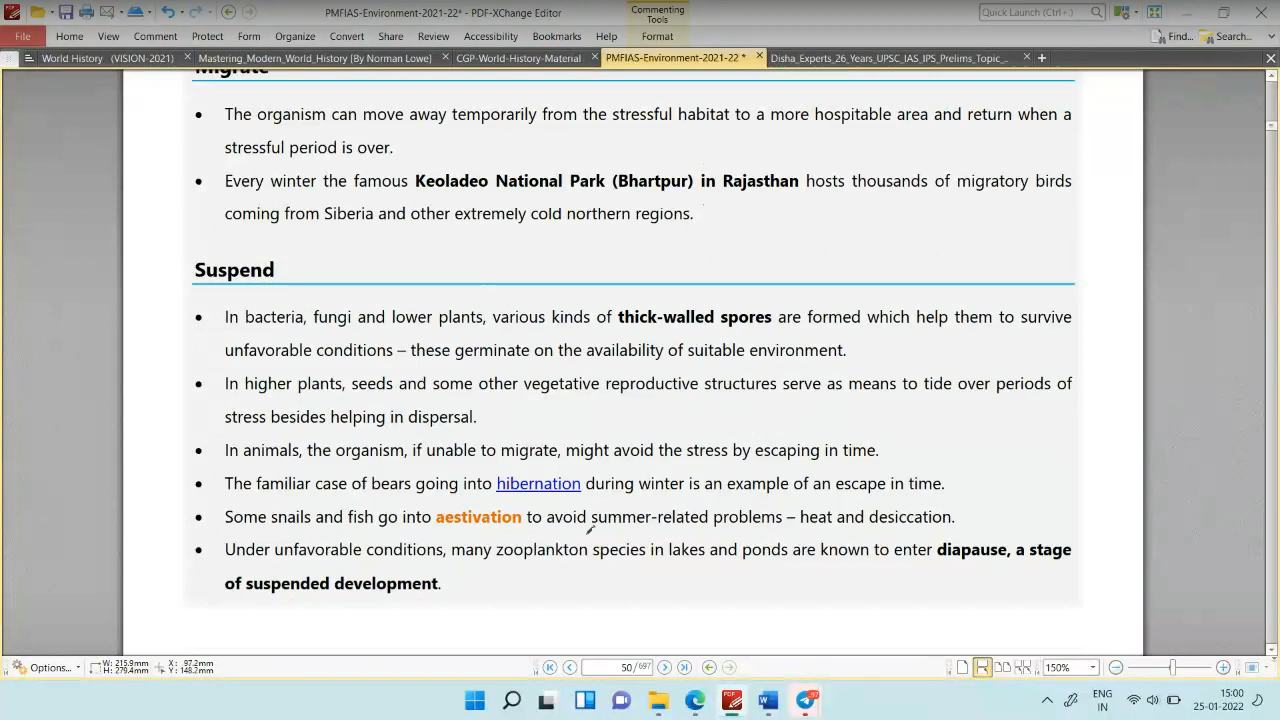 PMFIAS-Environment-2021-22* - PDF-XChange Editor
Commenting Tools
Quick Launch (Ctrl+.)
File Home View Comment Protect Form Organize Convert Share Review Accessibility Bookmarks Help Format Find... Search...
World History (VISION-2021) × Mastering_Modern_World_History [By Norman Lowe] × CGP-World-History-Material × PMFIAS-Environment-2021-22 * × Disha_Experts_26_Years_UPSC_IAS_IPS_Prelims_Topic_... ×
Migrate
• The organism can move away temporarily from the stressful habitat to a more hospitable area and return when a
stressful period is over.
• Every winter the famous Keoladeo National Park (Bhartpur) in Rajasthan hosts thousands of migratory birds
coming from Siberia and other extremely cold northern regions.
Suspend
• In bacteria, fungi and lower plants, various kinds of thick-walled spores are formed which help them to survive
unfavorable conditions – these germinate on the availability of suitable environment.
• In higher plants, seeds and some other vegetative reproductive structures serve as means to tide over periods of
stress besides helping in dispersal.
• In animals, the organism, if unable to migrate, might avoid the stress by escaping in time.
• The familiar case of bears going into hibernation during winter is an example of an escape in time.
• Some snails and fish go into aestivation to avoid summer-related problems – heat and desiccation.
• Under unfavorable conditions, many zooplankton species in lakes and ponds are known to enter diapause, a stage
of suspended development.
Options... W: 215.9mm X: 97.2mm 50 / 697 150%
H: 279.4mm Y: 148.2mm
ENG 15:00
IN 25-01-2022